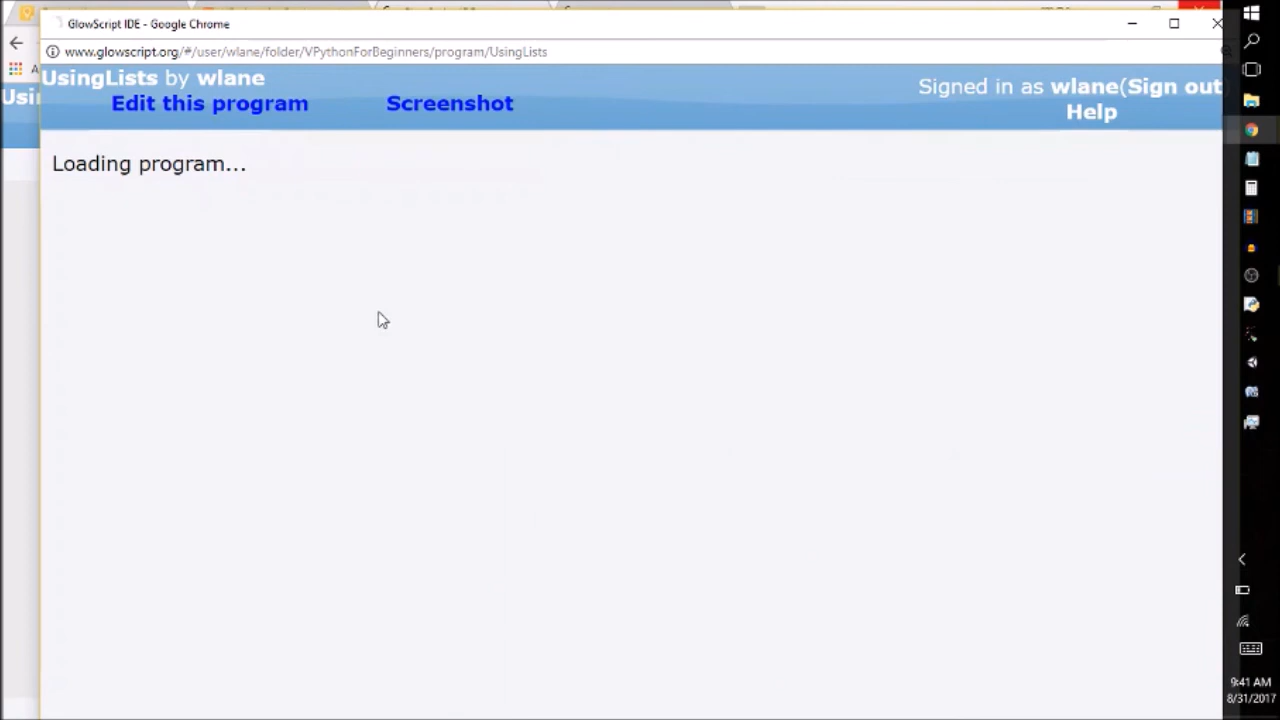 GlowScript IDE - Google Chrome
www.glowscript.org/#/user/wlane/folder/VPythonForBeginners/program/UsingLists
UsingLists by wlane
Signed in as wlane(Sign out
Edit this program Screenshot
Help
Usi
Loading program...
9:41 AM
8/31/2017